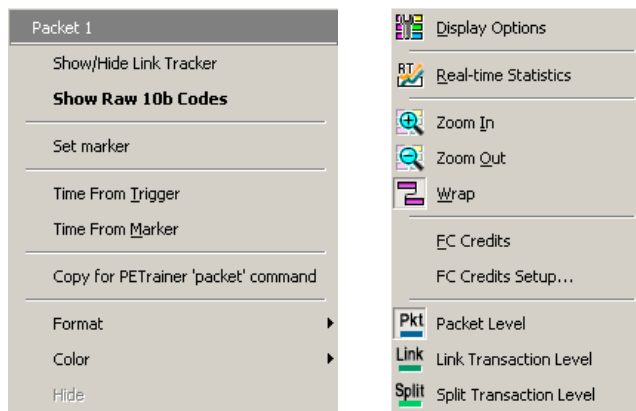 Packet 1
Show/Hide Link Tracker
Show Raw 10b Codes
Set marker
Time From Trigger
Time From Marker
Copy for PETrainer 'packet' command
Format
Color
Hide
Display Options
RT Real-time Statistics
Zoom In
Zoom Out
Wrap
FC Credits
FC Credits Setup...
Pkt Packet Level
Link Link Transaction Level
Split Split Transaction Level